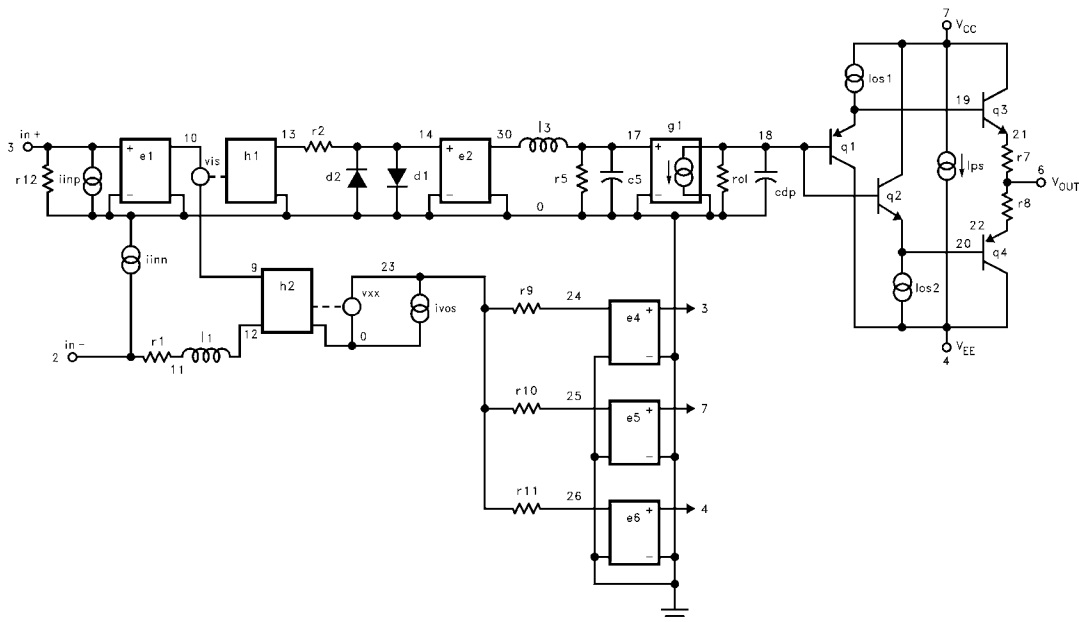 7
VCC
Ios1
19
q3
21
r7
6
VOUT
r8
22
q4
Ips
q1
q2
20
Ios2
VEE
4
in+
3
r12
iinp
e1
+
−
10
vis
h1
13
r2
d2
d1
14
+
−
e2
30
l3
r5
17
c5
g1
+
−
18
rol
cdp
0
iinn
9
h2
12
23
vxx
ivos
0
in−
2
r1
11
l1
r9
24
e4
+
−
3
r10
25
e5
+
−
7
r11
26
e6
+
−
4